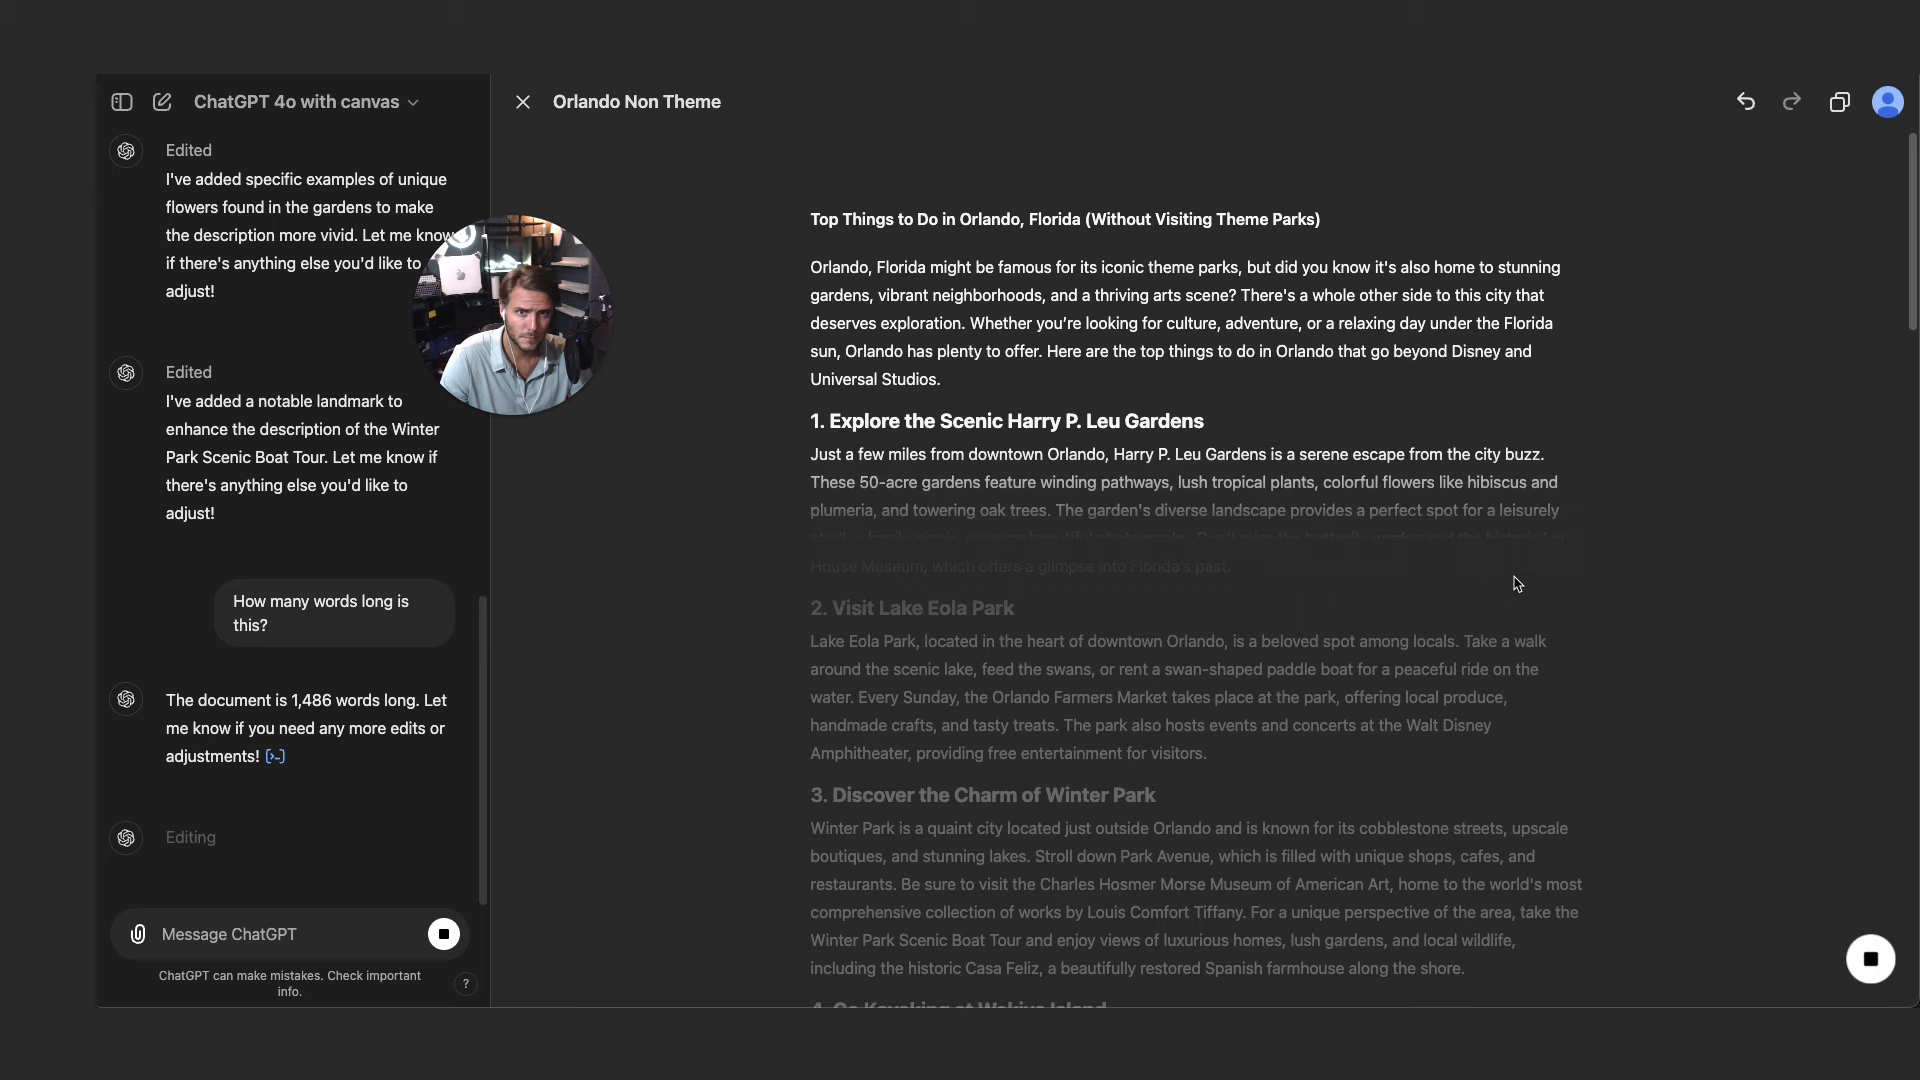 ChatGPT 4o with canvas
Edited
I've added specific examples of unique
flowers found in the gardens to make
the description more vivid. Let me know
if there's anything else you'd like to
adjust!
Edited
I've added a notable landmark to
enhance the description of the Winter
Park Scenic Boat Tour. Let me know if
there's anything else you'd like to
adjust!
How many words long is
this?
The document is 1,486 words long. Let
me know if you need any more edits or
adjustments! [>-]
Editing
Message ChatGPT
ChatGPT can make mistakes. Check important
info.
?
Orlando Non Theme
Top Things to Do in Orlando, Florida (Without Visiting Theme Parks)
Orlando, Florida might be famous for its iconic theme parks, but did you know it's also home to stunning
gardens, vibrant neighborhoods, and a thriving arts scene? There's a whole other side to this city that
deserves exploration. Whether you're looking for culture, adventure, or a relaxing day under the Florida
sun, Orlando has plenty to offer. Here are the top things to do in Orlando that go beyond Disney and
Universal Studios.
1. Explore the Scenic Harry P. Leu Gardens
Just a few miles from downtown Orlando, Harry P. Leu Gardens is a serene escape from the city buzz.
These 50-acre gardens feature winding pathways, lush tropical plants, colorful flowers like hibiscus and
plumeria, and towering oak trees. The garden's diverse landscape provides a perfect spot for a leisurely
stroll, a family picnic, or some beautiful photography. Don't miss the butterfly garden and the historic Leu
House Museum, which offers a glimpse into Florida's past.
2. Visit Lake Eola Park
Lake Eola Park, located in the heart of downtown Orlando, is a beloved spot among locals. Take a walk
around the scenic lake, feed the swans, or rent a swan-shaped paddle boat for a peaceful ride on the
water. Every Sunday, the Orlando Farmers Market takes place at the park, offering local produce,
handmade crafts, and tasty treats. The park also hosts events and concerts at the Walt Disney
Amphitheater, providing free entertainment for visitors.
3. Discover the Charm of Winter Park
Winter Park is a quaint city located just outside Orlando and is known for its cobblestone streets, upscale
boutiques, and stunning lakes. Stroll down Park Avenue, which is filled with unique shops, cafes, and
restaurants. Be sure to visit the Charles Hosmer Morse Museum of American Art, home to the world's most
comprehensive collection of works by Louis Comfort Tiffany. For a unique perspective of the area, take the
Winter Park Scenic Boat Tour and enjoy views of luxurious homes, lush gardens, and local wildlife,
including the historic Casa Feliz, a beautifully restored Spanish farmhouse along the shore.
4. Go Kayaking at Wekiva Island